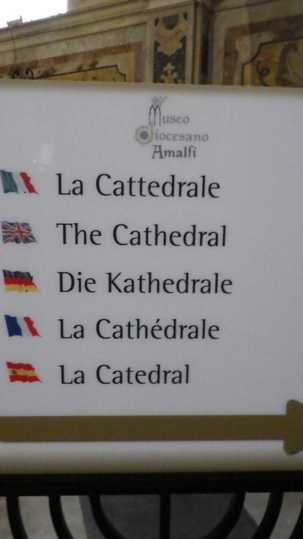 Museo
Diocesano
Amalfi
La Cattedrale
The Cathedral
Die Kathedrale
La Cathédrale
La Catedral